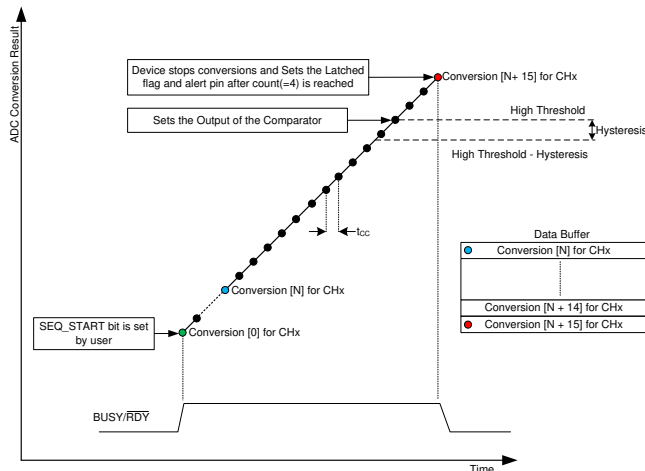 ADC Conversion Result
Device stops conversions and Sets the Latched
flag and alert pin after count(=4) is reached
Conversion [N+ 15] for CHx
Sets the Output of the Comparator
High Threshold
Hysteresis
High Threshold - Hysteresis
tCC
Data Buffer
Conversion [N] for CHx
Conversion [N + 14] for CHx
Conversion [N + 15] for CHx
Conversion [N] for CHx
SEQ_START bit is set
by user
Conversion [0] for CHx
BUSY/RDY
Time